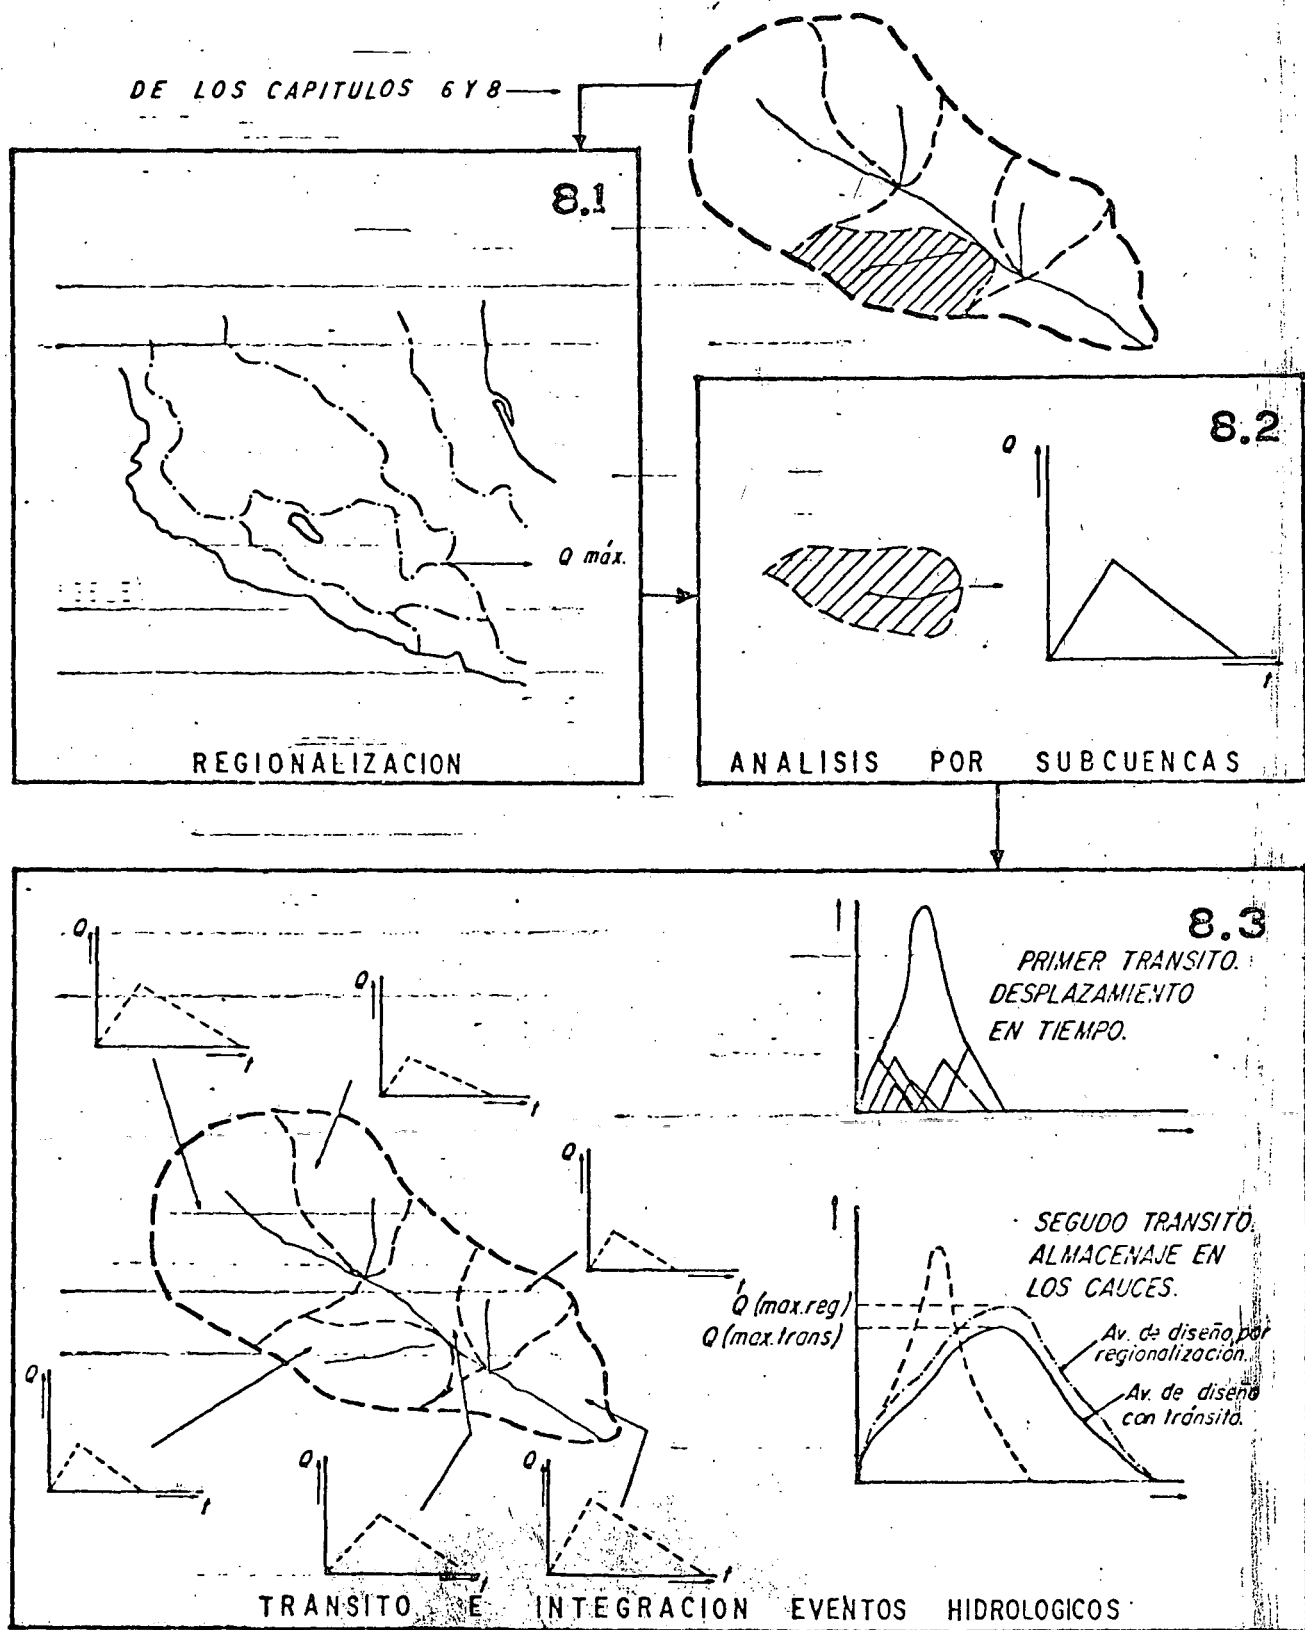 DE LOS CAPITULOS 6 Y 8
8.1
Q máx.
REGIONALIZACION
8.2
Q
t
ANALISIS POR SUBCUENCAS
8.3
Q
t
Q
t
Q
t
Q
t
Q
t
Q
t
PRIMER TRANSITO.
DESPLAZAMIENTO
EN TIEMPO.
SEGUDO TRANSITO.
ALMACENAJE EN
LOS CAUCES.
Q (max.reg)
Q (max.trans)
Av. de diseño por
regionalización.
Av. de diseño
con tránsito.
TRANSITO E INTEGRACION EVENTOS HIDROLOGICOS